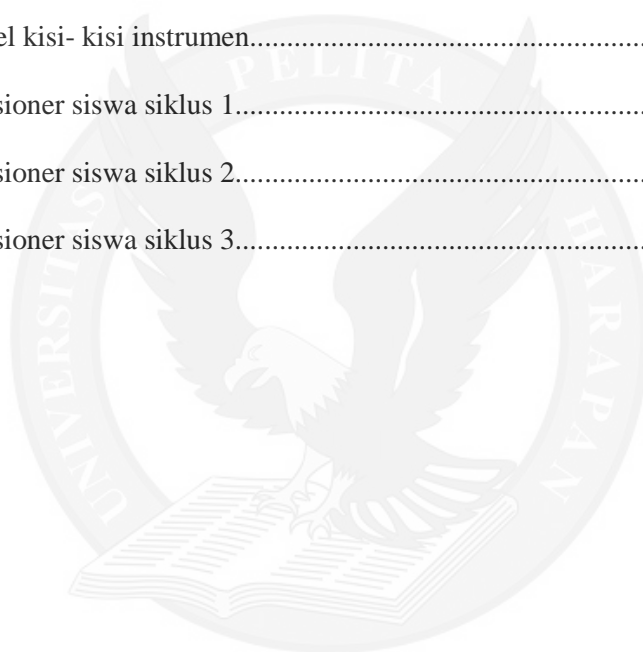 el kisi- kisi instrumen............................................................
sioner siswa siklus 1..............................................................
sioner siswa siklus 2..............................................................
sioner siswa siklus 3..............................................................
UNIVERSITAS PELITA HARAPAN